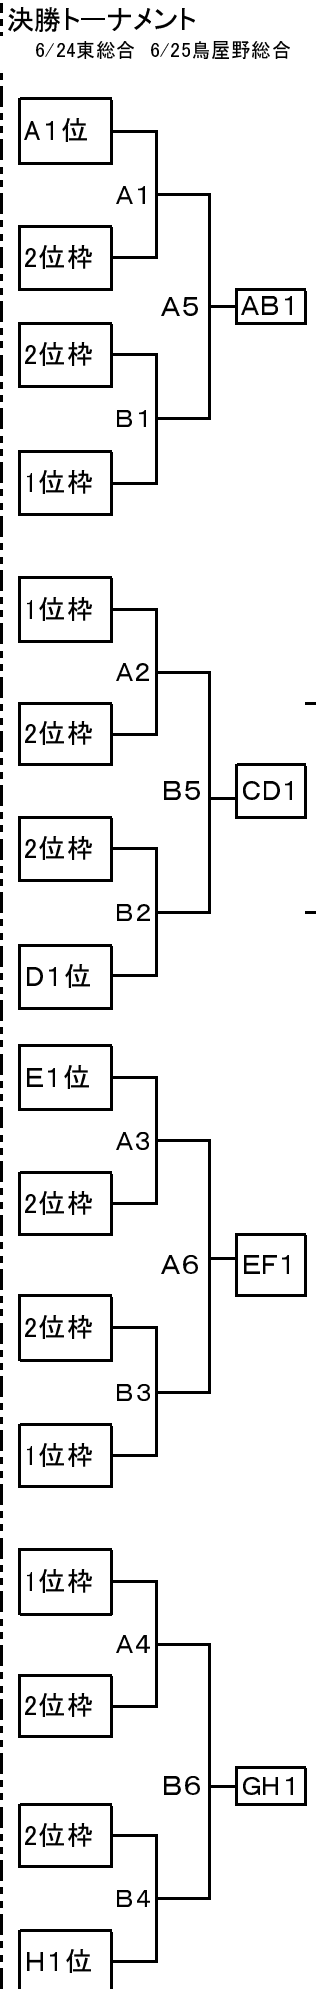 決勝トーナメント
6/24東総合 6/25鳥屋野総合
A1位
A1
2位枠
A5
AB1
2位枠
B1
1位枠
1位枠
A2
2位枠
B5
CD1
2位枠
B2
D1位
E1位
A3
2位枠
A6
EF1
2位枠
B3
1位枠
1位枠
A4
2位枠
B6
GH1
2位枠
B4
H1位